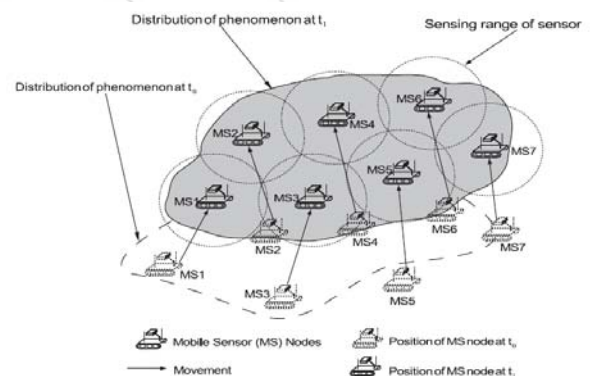 Distribution of phenomenon at t₁
Sensing range of sensor
Distribution of phenomenon at t₀
MS6
MS2
MS4
MS7
MS5
MS1
MS3
MS2
MS4
MS6
MS7
MS1
MS3
MS5
Mobile Sensor (MS) Nodes
Position of MS node at t₀
Movement
Position of MS node at t